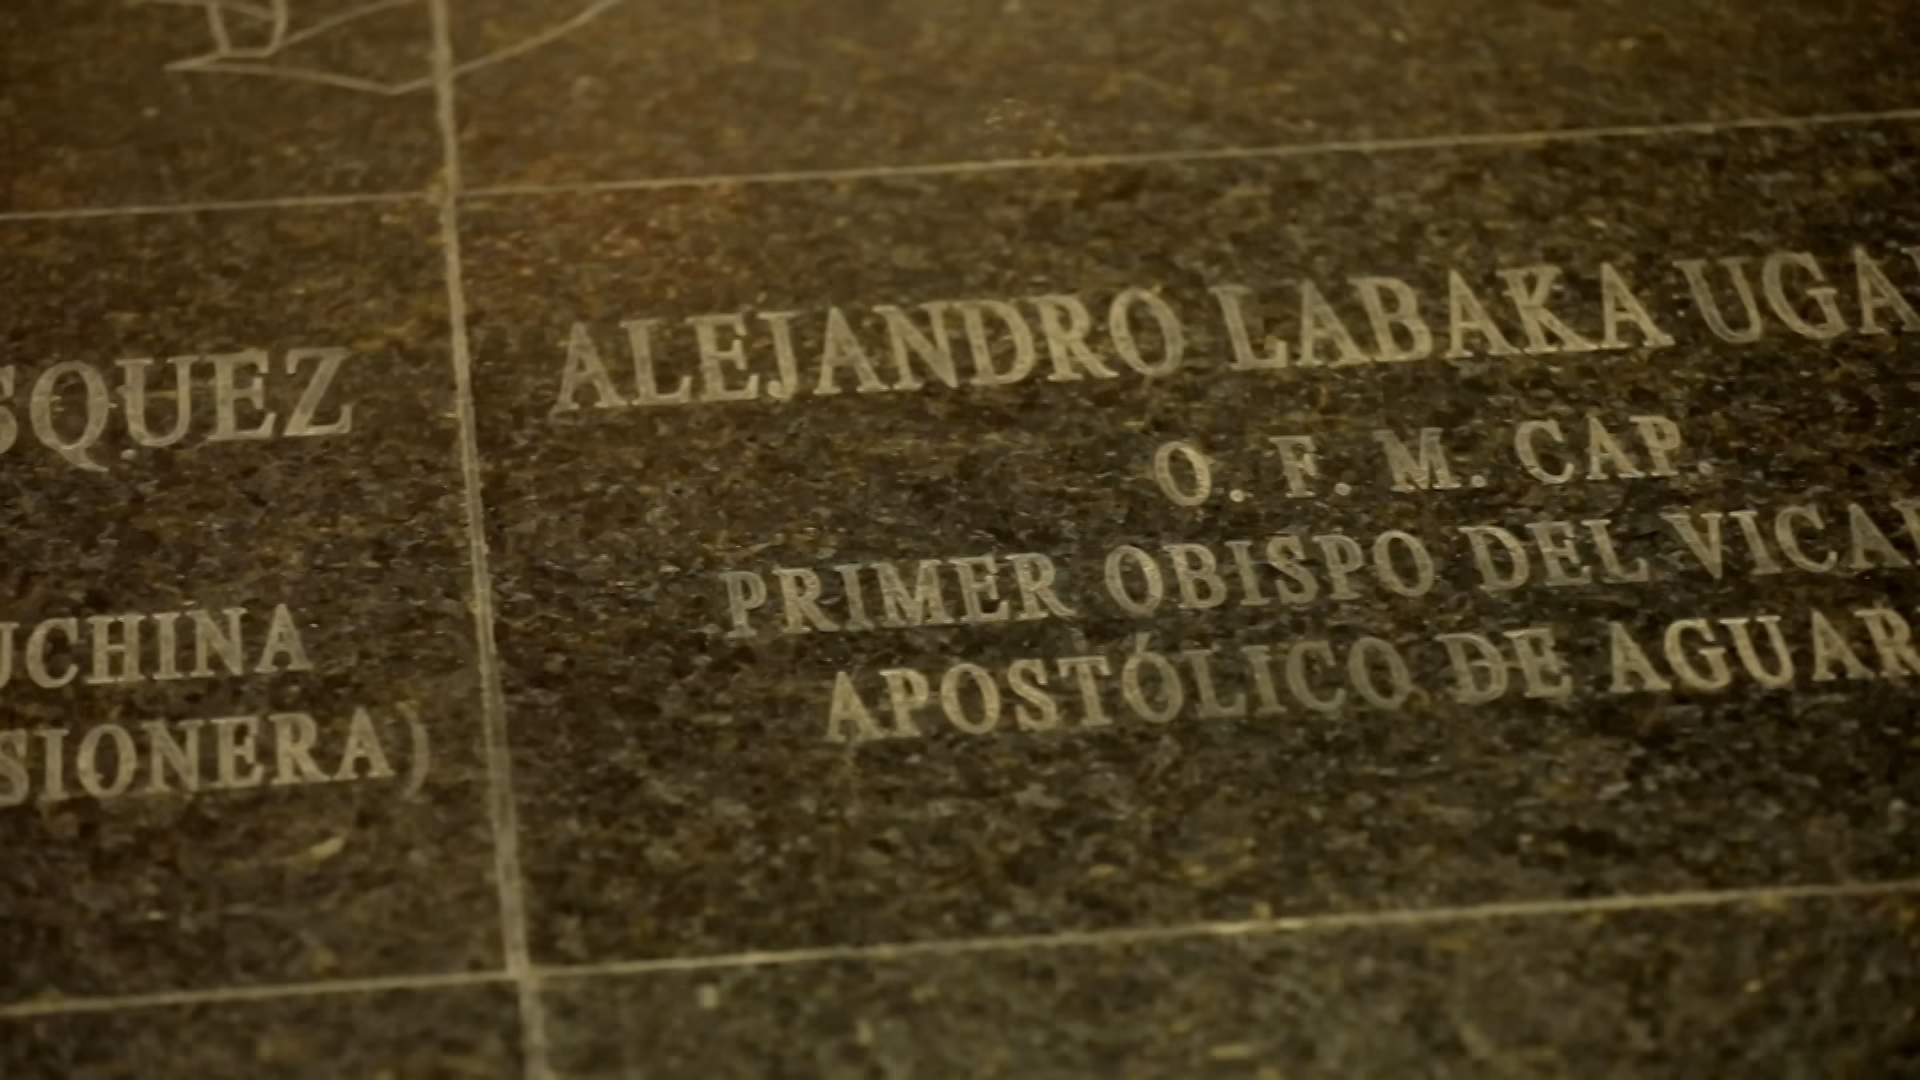 SQUEZ
UCHINA
SIONERA)
ALEJANDRO LABAKA UGA
O. F. M. CAP.
PRIMER OBISPO DEL VICA
APOSTÓLICO DE AGUAR